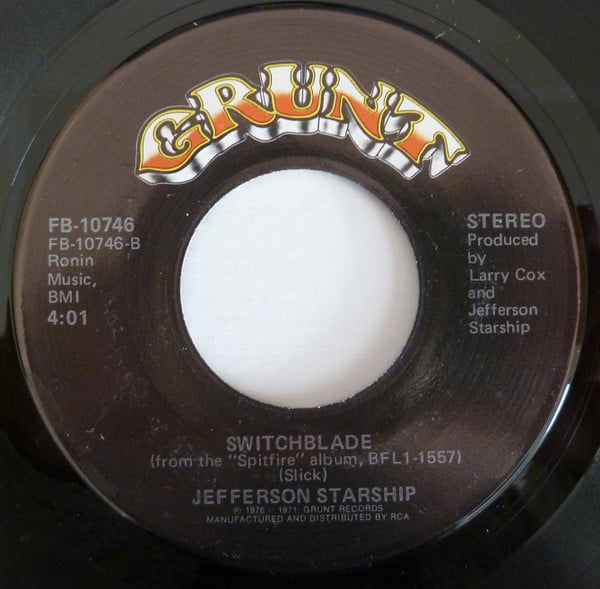 GRUNT
FB-10746
FB-10746-B
Ronin
Music,
BMI
4:01
STEREO
Produced
by
Larry Cox
and
Jefferson
Starship
SWITCHBLADE
(from the "Spitfire" album, BFL1-1557)
(Slick)
JEFFERSON STARSHIP
℗ 1976 · 1971, GRUNT RECORDS
MANUFACTURED AND DISTRIBUTED BY RCA